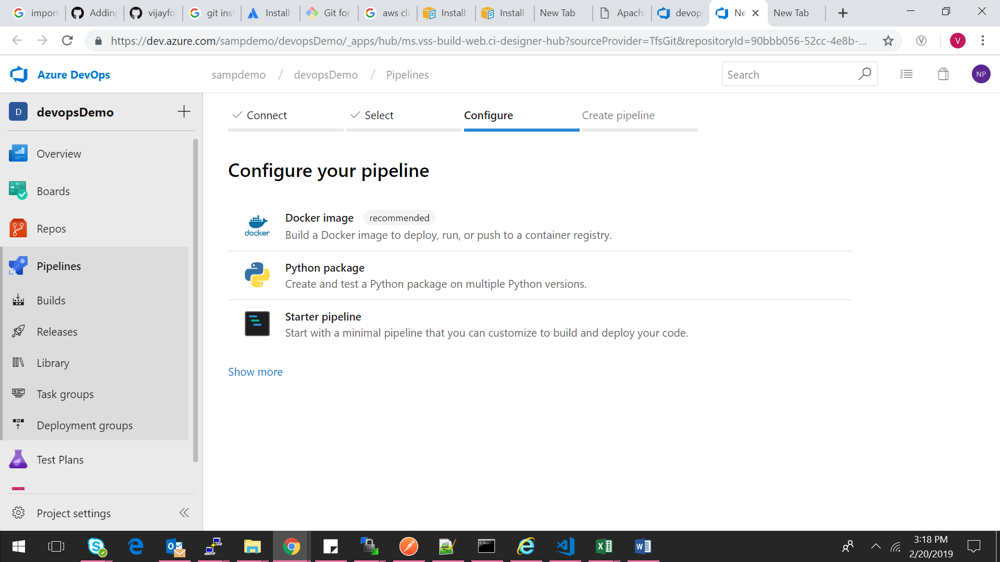 import
Adding
vijayfo
git inst
Install
Git for
aws cli
Install
Install
New Tab
Apache
devops
Ne
New Tab
https://dev.azure.com/sampdemo/devopsDemo/_apps/hub/ms.vss-build-web.ci-designer-hub?sourceProvider=TfsGit&repositoryId=90bbb056-52cc-4e8b-...
V
Azure DevOps
sampdemo / devopsDemo / Pipelines
Search
NP
D devopsDemo
Overview
Boards
Repos
Pipelines
Builds
Releases
Library
Task groups
Deployment groups
Test Plans
Project settings
Connect
Select
Configure
Create pipeline
Configure your pipeline
docker
Docker image recommended
Build a Docker image to deploy, run, or push to a container registry.
Python package
Create and test a Python package on multiple Python versions.
Starter pipeline
Start with a minimal pipeline that you can customize to build and deploy your code.
Show more
3:18 PM
2/20/2019